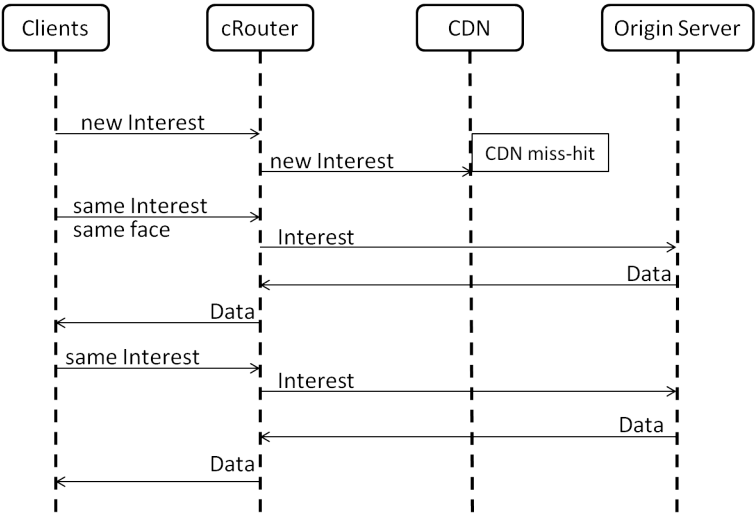 Clients
cRouter
CDN
Origin Server
new Interest
new Interest
CDN miss-hit
same Interest
same face
Interest
Data
Data
same Interest
Interest
Data
Data